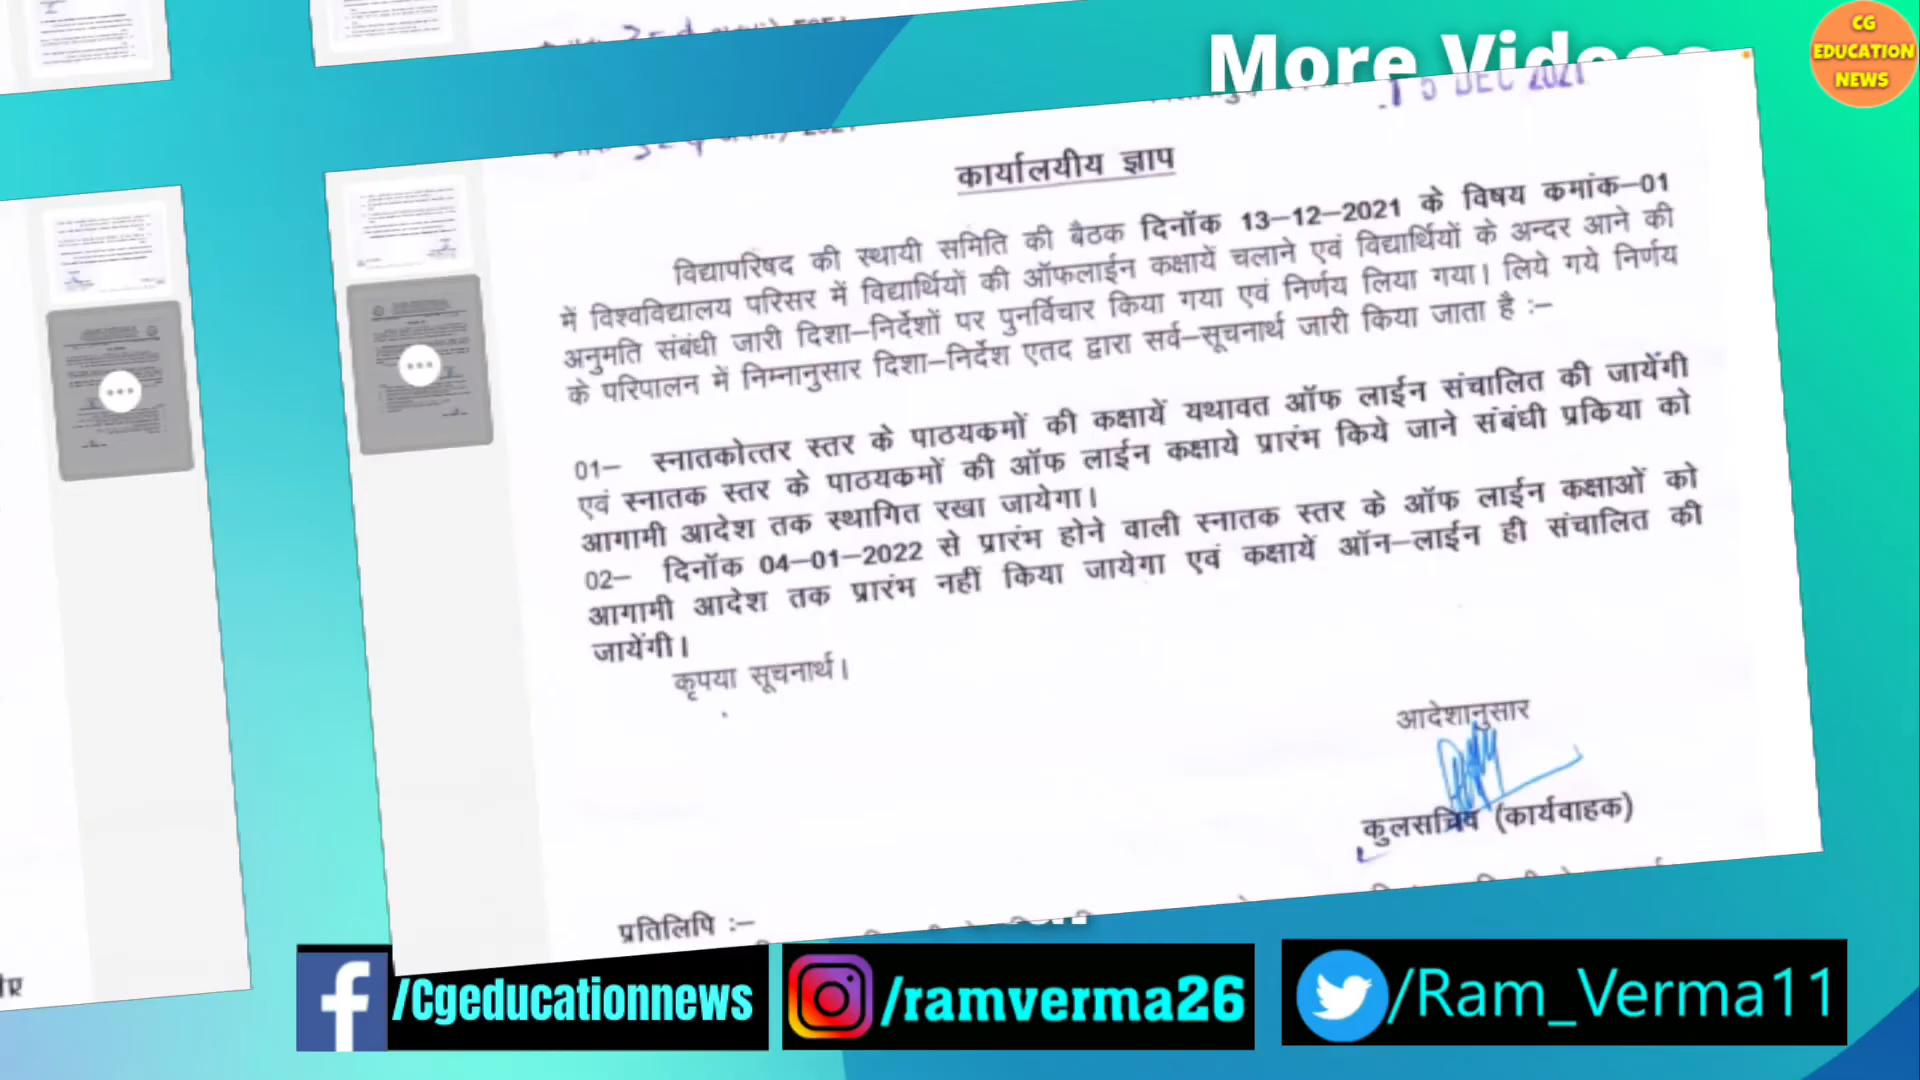 CG
EDUCATION
NEWS
More Videos
15 DEC 2021
कार्यालयीय ज्ञाप
विद्यापरिषद की स्थायी समिति की बैठक दिनॉक 13–12–2021 के विषय कमांक–01
में विश्वविद्यालय परिसर में विद्यार्थियों की ऑफलाईन कक्षायें चलाने एवं विद्यार्थियों के अन्दर आने की
अनुमति संबंधी जारी दिशा–निर्देशों पर पुनर्विचार किया गया एवं निर्णय लिया गया। लिये गये निर्णय
के परिपालन में निम्नानुसार दिशा–निर्देश एतद द्वारा सर्व–सूचनार्थ जारी किया जाता है :–
01– स्नातकोत्तर स्तर के पाठयकमों की कक्षायें यथावत ऑफ लाईन संचालित की जायेंगी
एवं स्नातक स्तर के पाठयकमों की ऑफ लाईन कक्षाये प्रारंभ किये जाने संबंधी प्रकिया को
आगामी आदेश तक स्थागित रखा जायेगा।
02– दिनॉक 04–01–2022 से प्रारंभ होने वाली स्नातक स्तर के ऑफ लाईन कक्षाओं को
आगामी आदेश तक प्रारंभ नहीं किया जायेगा एवं कक्षायें ऑन–लाईन ही संचालित की
जायेंगी।
कृपया सूचनार्थ।
आदेशानुसार
कुलसचिव (कार्यवाहक)
प्रतिलिपि :–
/Cgeducationnews
/ramverma26
/Ram_Verma11